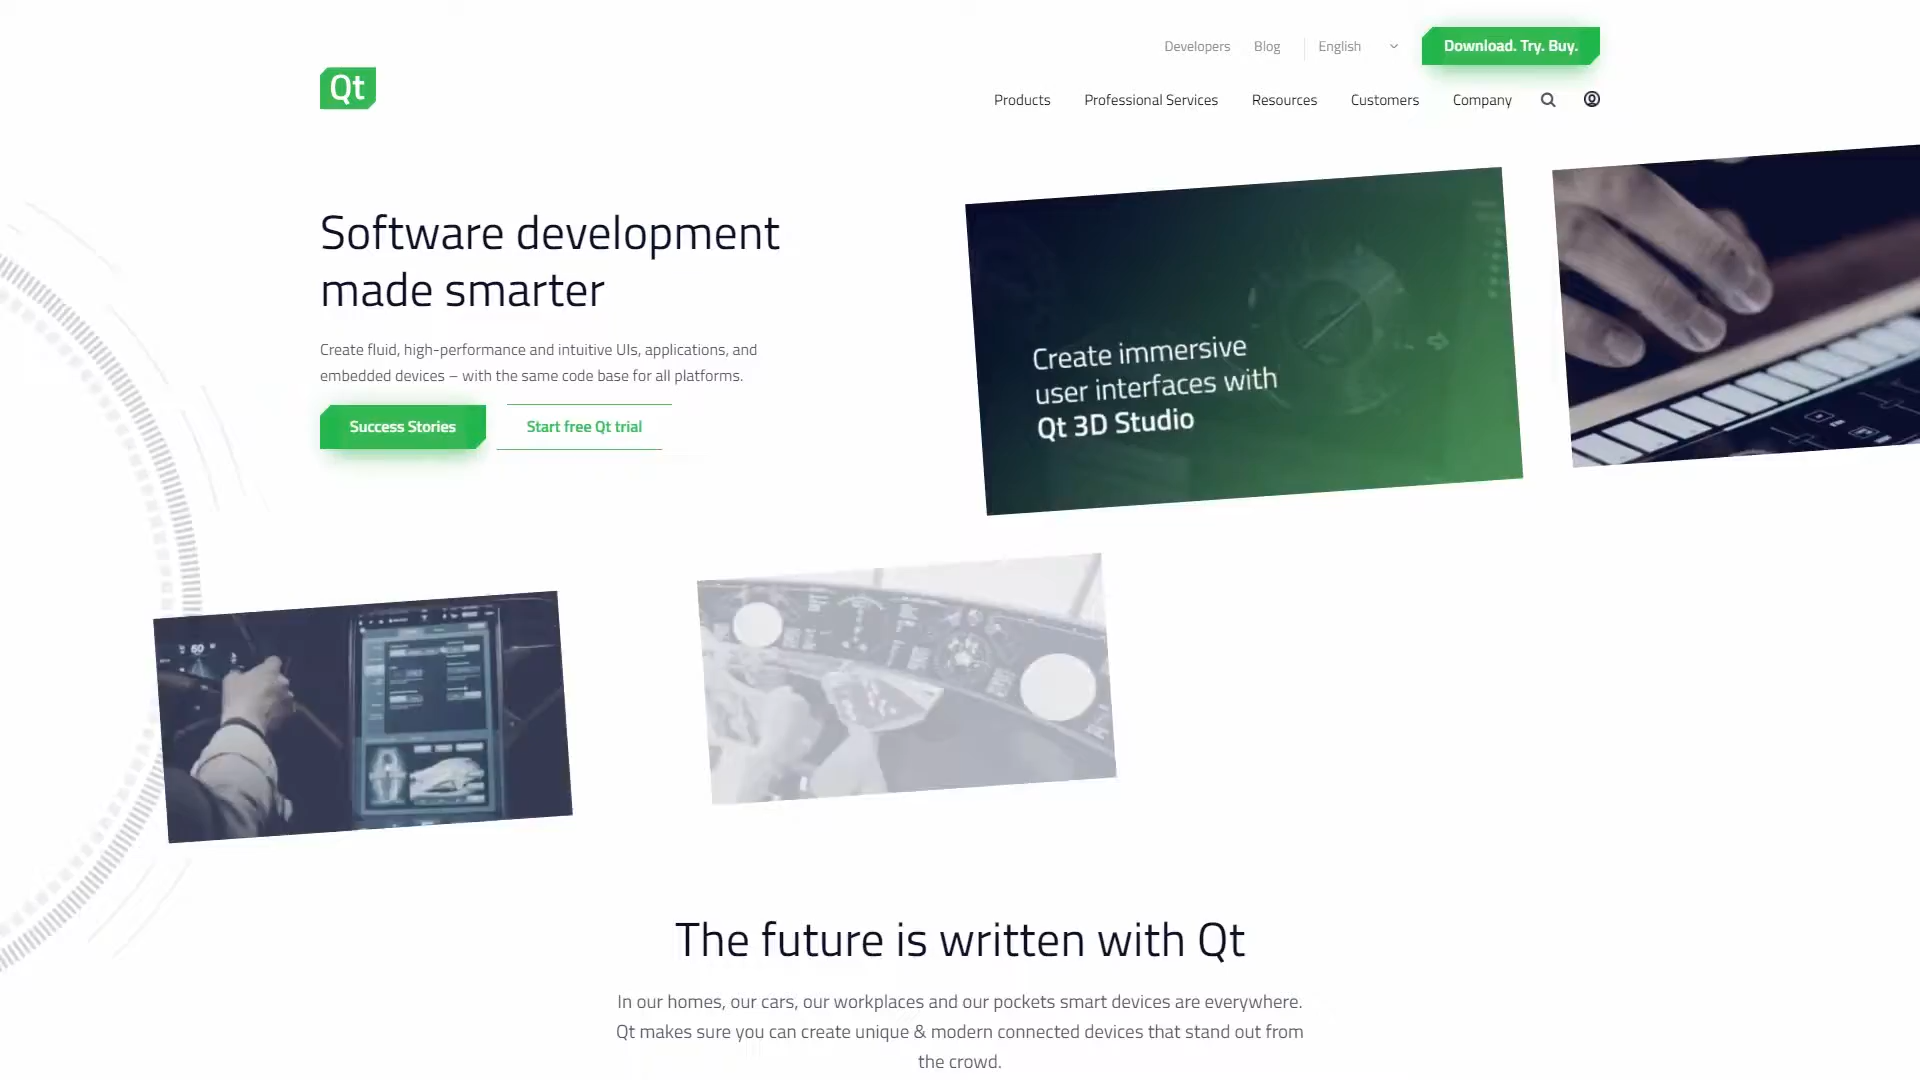 Developers Blog English Download. Try. Buy.
Qt
Products Professional Services Resources Customers Company
Software development
made smarter
Create fluid, high-performance and intuitive UIs, applications, and
embedded devices – with the same code base for all platforms.
Success Stories Start free Qt trial
Create immersive
user interfaces with
Qt 3D Studio
60
The future is written with Qt
In our homes, our cars, our workplaces and our pockets smart devices are everywhere.
Qt makes sure you can create unique & modern connected devices that stand out from
the crowd.